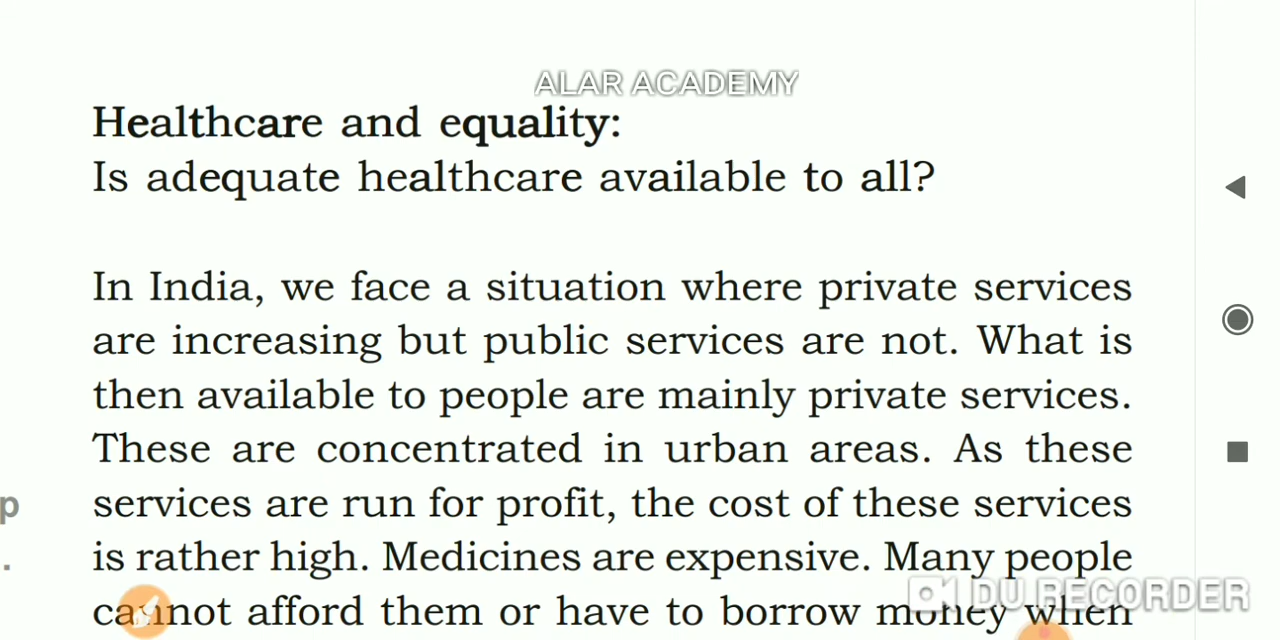 ALAR ACADEMY
Healthcare and equality:
Is adequate healthcare available to all?
In India, we face a situation where private services
are increasing but public services are not. What is
then available to people are mainly private services.
These are concentrated in urban areas. As these
p
services are run for profit, the cost of these services
.
is rather high. Medicines are expensive. Many people
DU RECORDER
cannot afford them or have to borrow money when